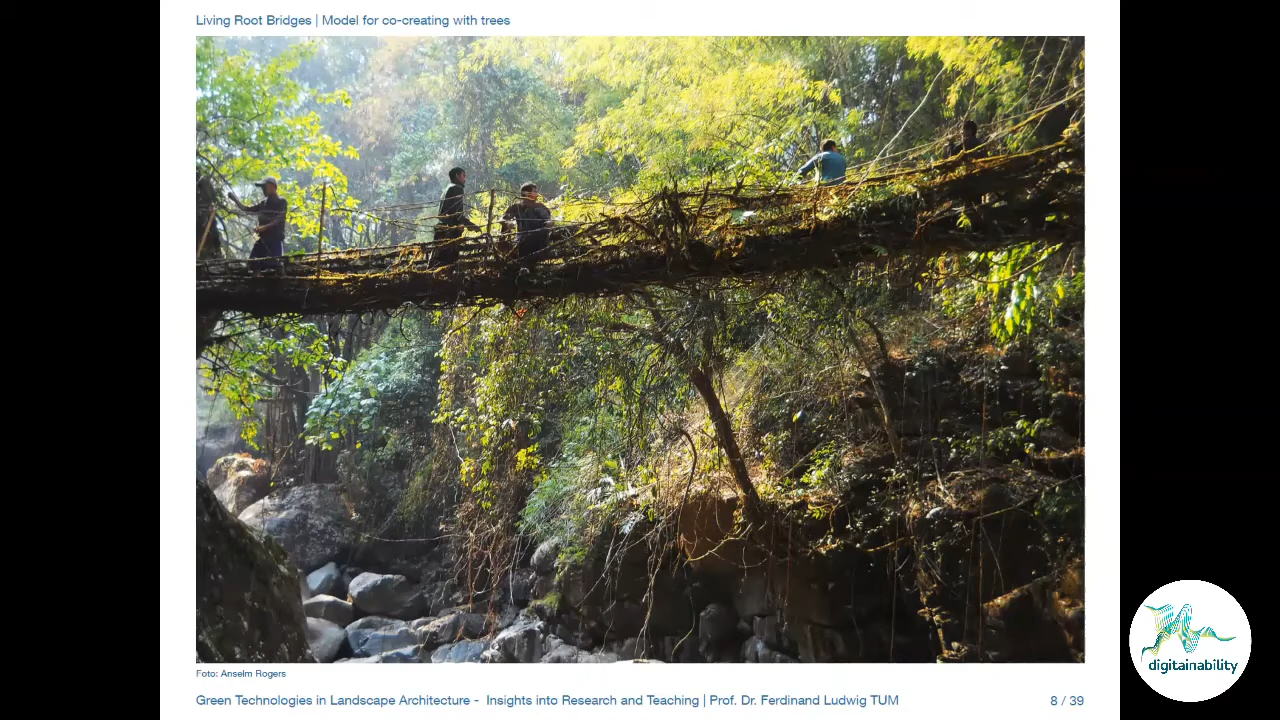 Living Root Bridges | Model for co-creating with trees
Foto: Anselm Rogers
Green Technologies in Landscape Architecture - Insights into Research and Teaching | Prof. Dr. Ferdinand Ludwig TUM
8 / 39
digitainability